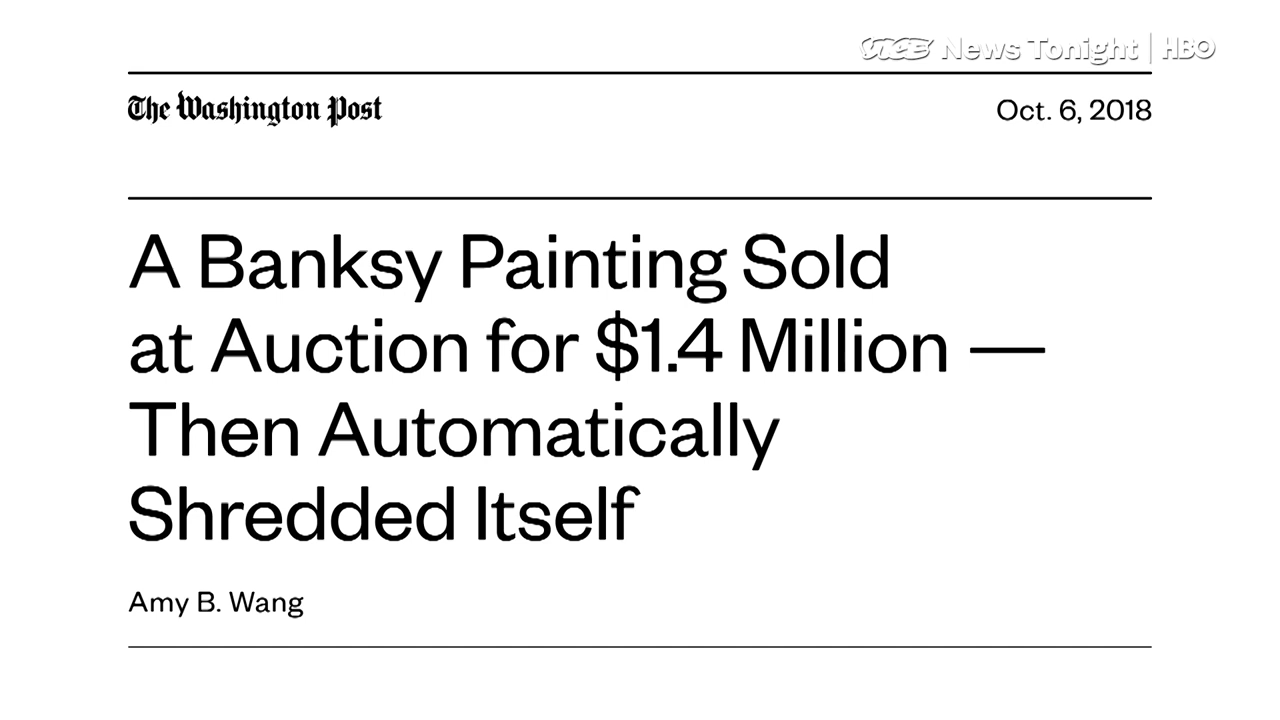 VICE News Tonight | HBO
The Washington Post
Oct. 6, 2018
A Banksy Painting Sold
at Auction for $1.4 Million —
Then Automatically
Shredded Itself
Amy B. Wang